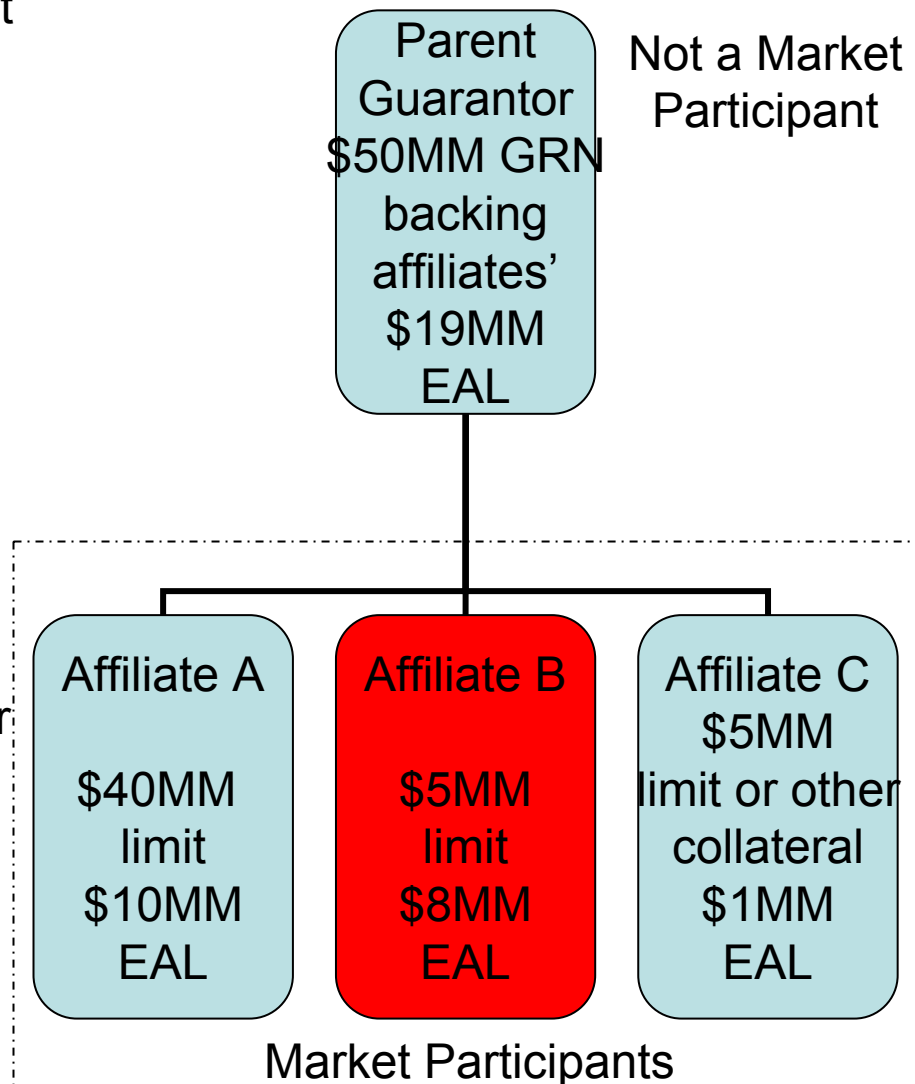 t
Parent
Guarantor
$50MM GRN
backing
affiliates’
$19MM
EAL
Not a Market
Participant
r
Affiliate A
$40MM
limit
$10MM
EAL
Affiliate B
$5MM
limit
$8MM
EAL
Affiliate C
$5MM
limit or other
collateral
$1MM
EAL
Market Participants